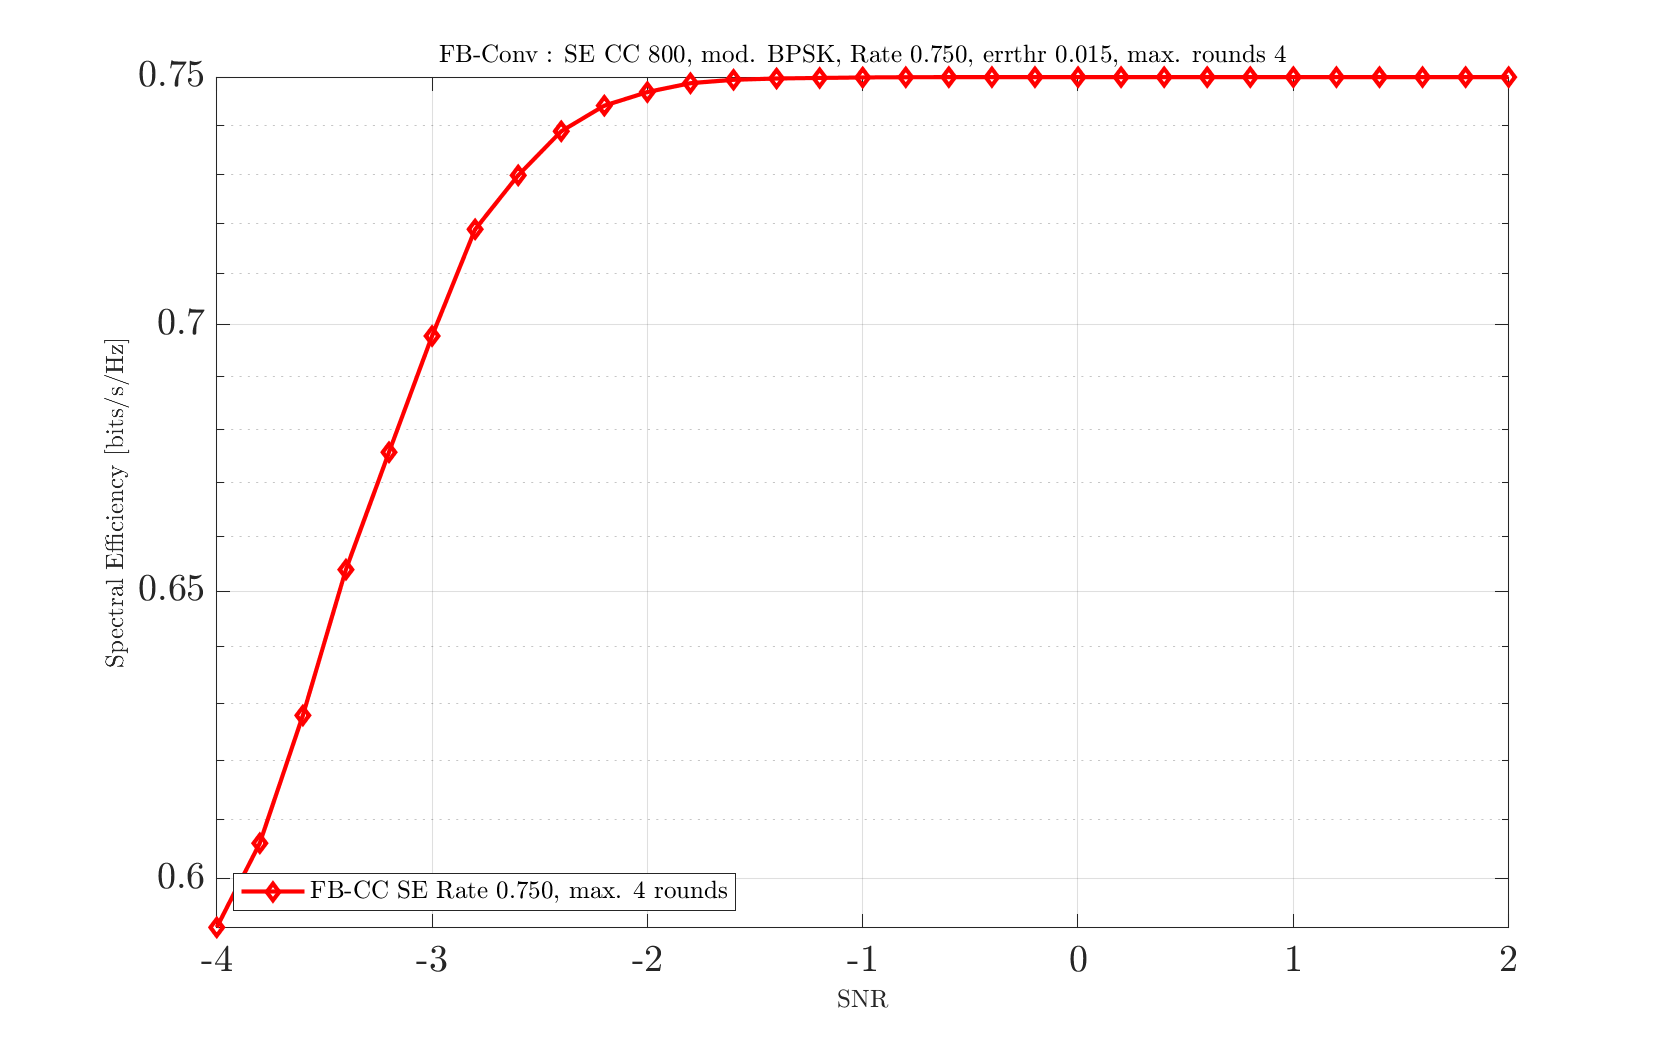 FB-Conv : SE CC 800, mod. BPSK, Rate 0.750, errthr 0.015, max. rounds 4
0.75
0.7
0.65
0.6
Spectral Efficiency [bits/s/Hz]
FB-CC SE Rate 0.750, max. 4 rounds
-4
-3
-2
-1
0
1
2
SNR